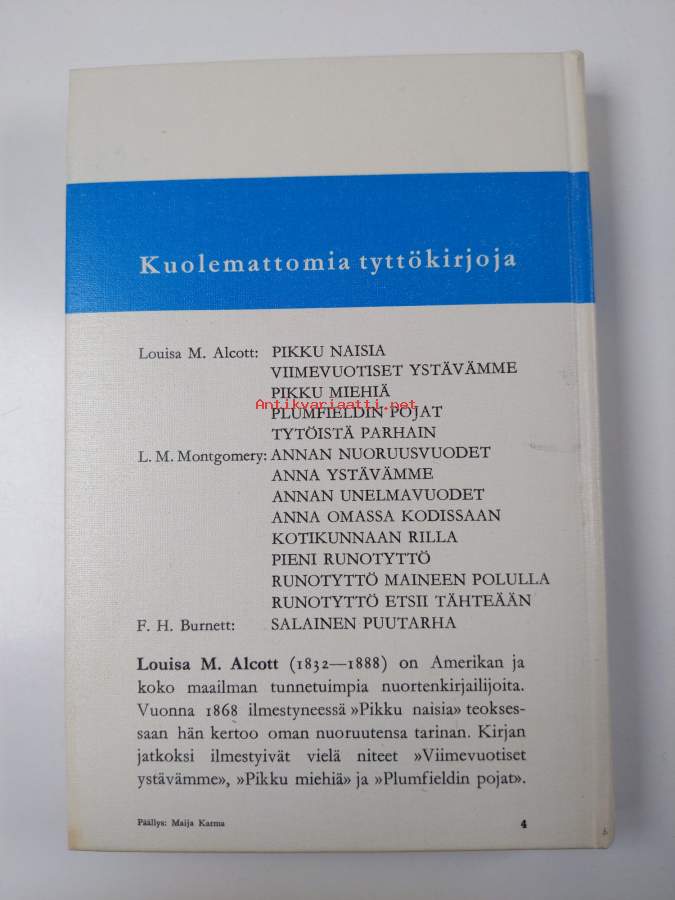 Kuolemattomia tyttökirjoja
Louisa M. Alcott: PIKKU NAISIA
VIIMEVUOTISET YSTÄVÄMME
PIKKU MIEHIÄ
Antikvariaatti.net
PLUMFIELDIN POJAT
TYTÖISTÄ PARHAIN
L. M. Montgomery: ANNAN NUORUUSVUODET
ANNA YSTÄVÄMME
ANNAN UNELMAVUODET
ANNA OMASSA KODISSAAN
KOTIKUNNAAN RILLA
PIENI RUNOTYTTÖ
RUNOTYTTÖ MAINEEN POLULLA
RUNOTYTTÖ ETSII TÄHTEÄÄN
F. H. Burnett: SALAINEN PUUTARHA
Louisa M. Alcott (1832—1888) on Amerikan ja
koko maailman tunnetuimpia nuortenkirjailijoita.
Vuonna 1868 ilmestyneessä »Pikku naisia» teokses-
saan hän kertoo oman nuoruutensa tarinan. Kirjan
jatkoksi ilmestyivät vielä niteet »Viimevuotiset
ystävämme», »Pikku miehiä» ja »Plumfieldin pojat».
Päällys: Maija Karma 4